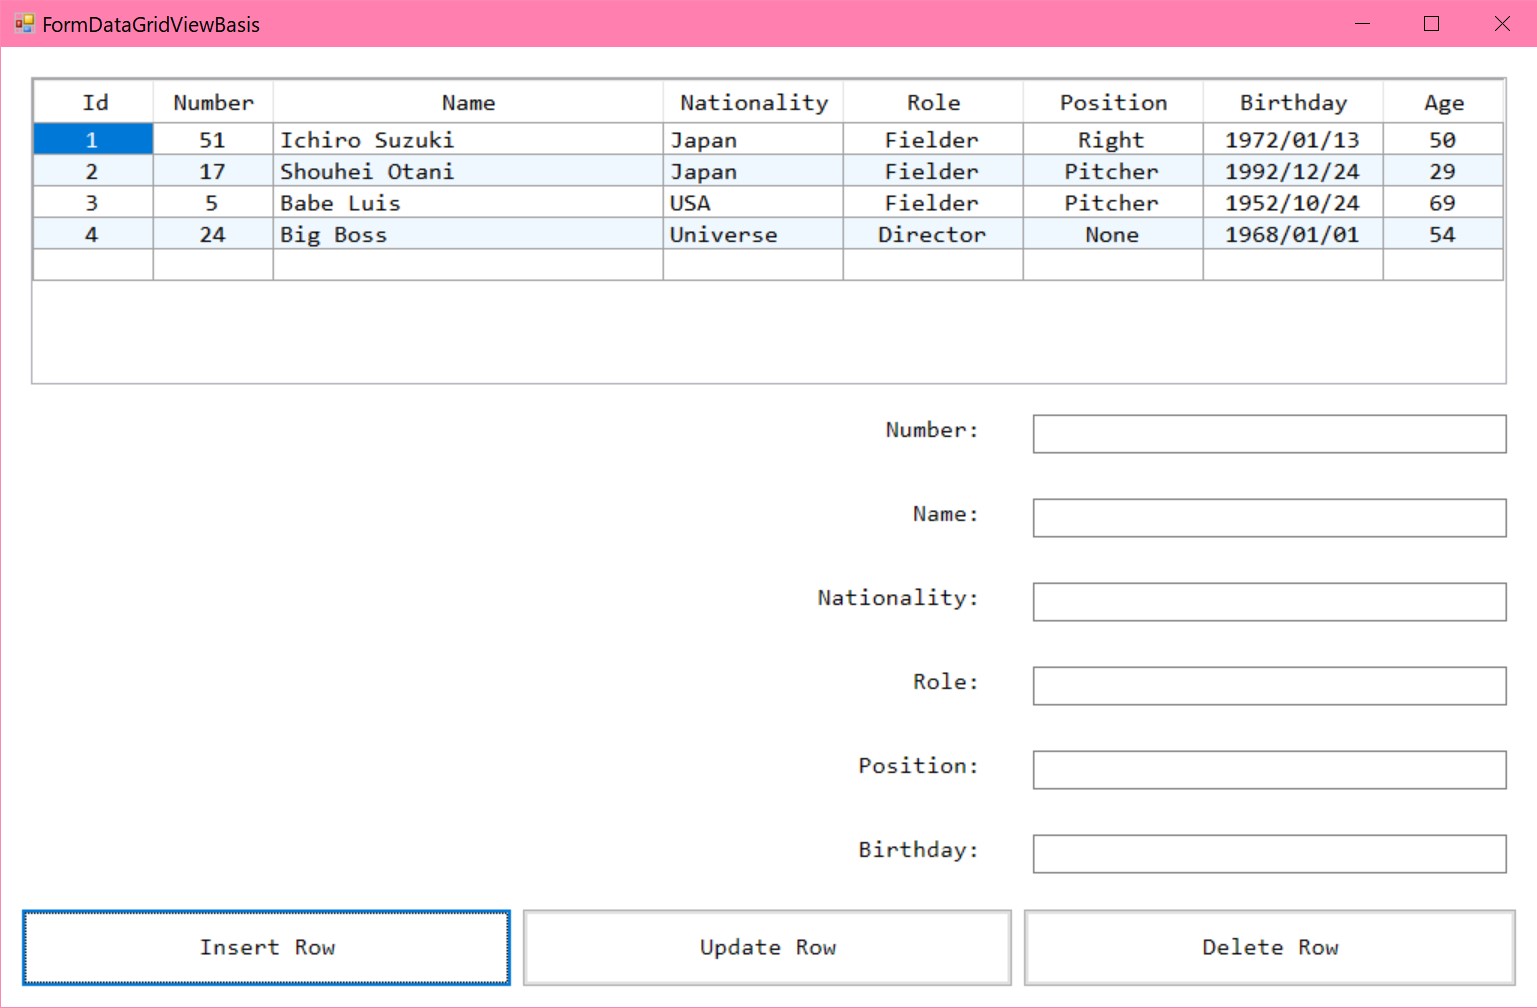 FormDataGridViewBasis
Id Number Name Nationality Role Position Birthday Age
1 51 Ichiro Suzuki Japan Fielder Right 1972/01/13 50
2 17 Shouhei Otani Japan Fielder Pitcher 1992/12/24 29
3 5 Babe Luis USA Fielder Pitcher 1952/10/24 69
4 24 Big Boss Universe Director None 1968/01/01 54
Number:
Name:
Nationality:
Role:
Position:
Birthday:
Insert Row Update Row Delete Row